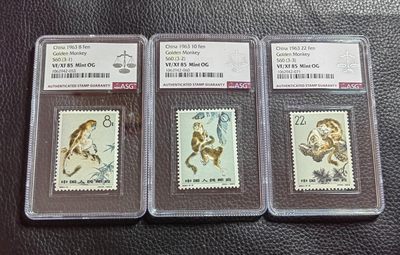 China 1963 8 Fen
Golden Monkey
S60.(3-1)
VF/XF 85 Mint OG
ASG
AUTHENTICATED STAMP GUARANTY
8分
中国人民邮政
China 1963 10 Fen
Golden Monkey
S60.(3-2)
VF/XF 85 Mint OG
ASG
AUTHENTICATED STAMP GUARANTY
10分
中国人民邮政
China 1963 22 Fen
Golden Monkey
S60.(3-3)
VF/XF 85 Mint OG
ASG
AUTHENTICATED STAMP GUARANTY
22分
中国人民邮政